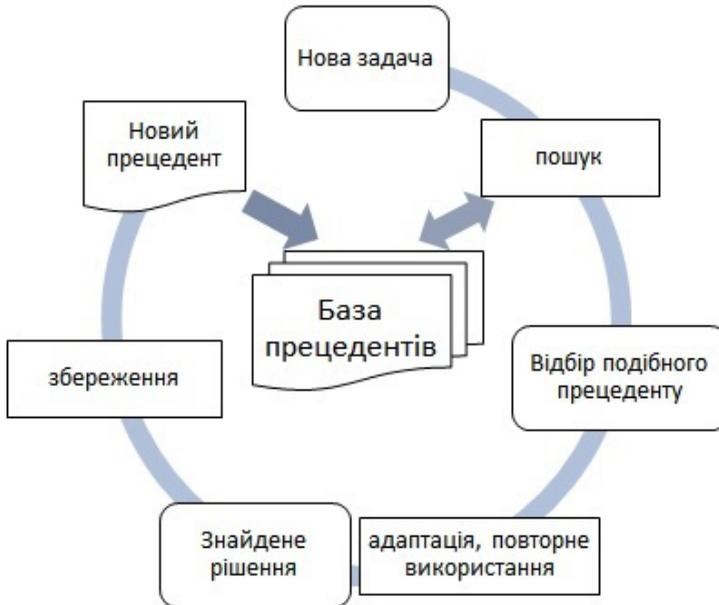 Нова задача
Новий
прецедент
пошук
База
прецедентів
збереження
Відбір подібного
прецеденту
Знайдене
рішення
адаптація, повторне
використання